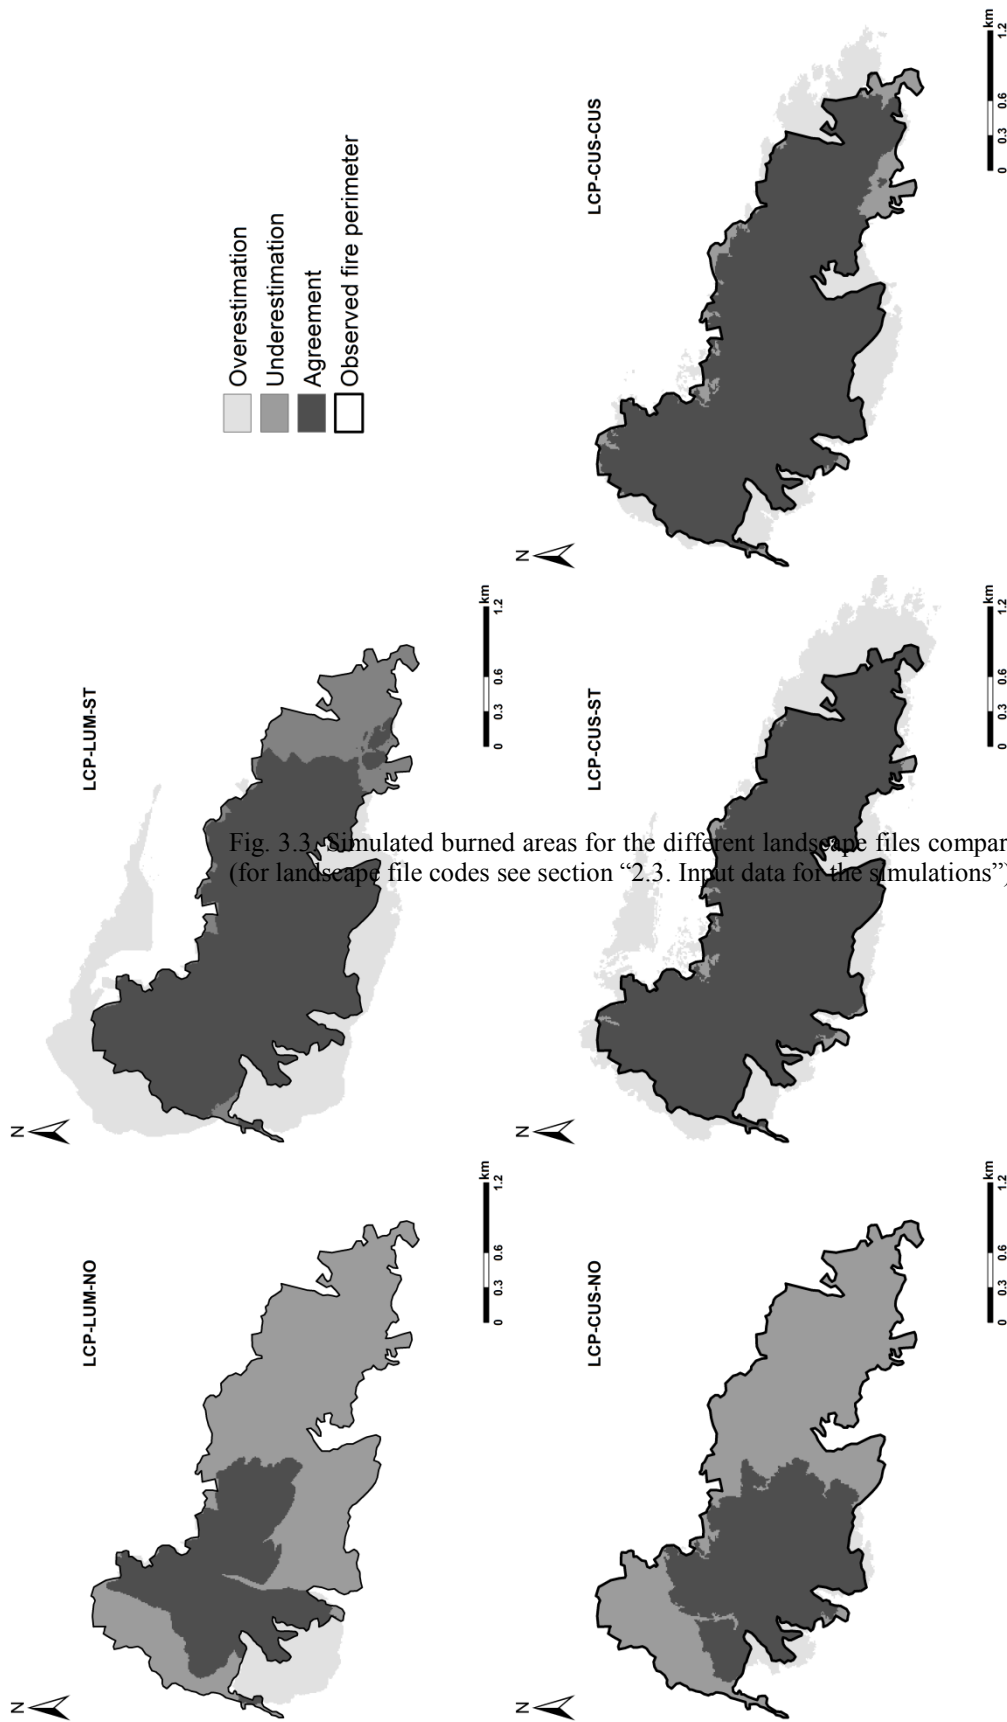 LCP-LUM-NO
N
0 0.3 0.6 1.2
km
LCP-LUM-ST
N
0 0.3 0.6 1.2
km
Overestimation
Underestimation
Agreement
Observed fire perimeter
LCP-CUS-NO
N
0 0.3 0.6 1.2
km
LCP-CUS-ST
N
0 0.3 0.6 1.2
km
LCP-CUS-CUS
N
0 0.3 0.6 1.2
km
Fig. 3.3. Simulated burned areas for the different landscape files compar
(for landscape file codes see section “2.3. Input data for the simulations”)